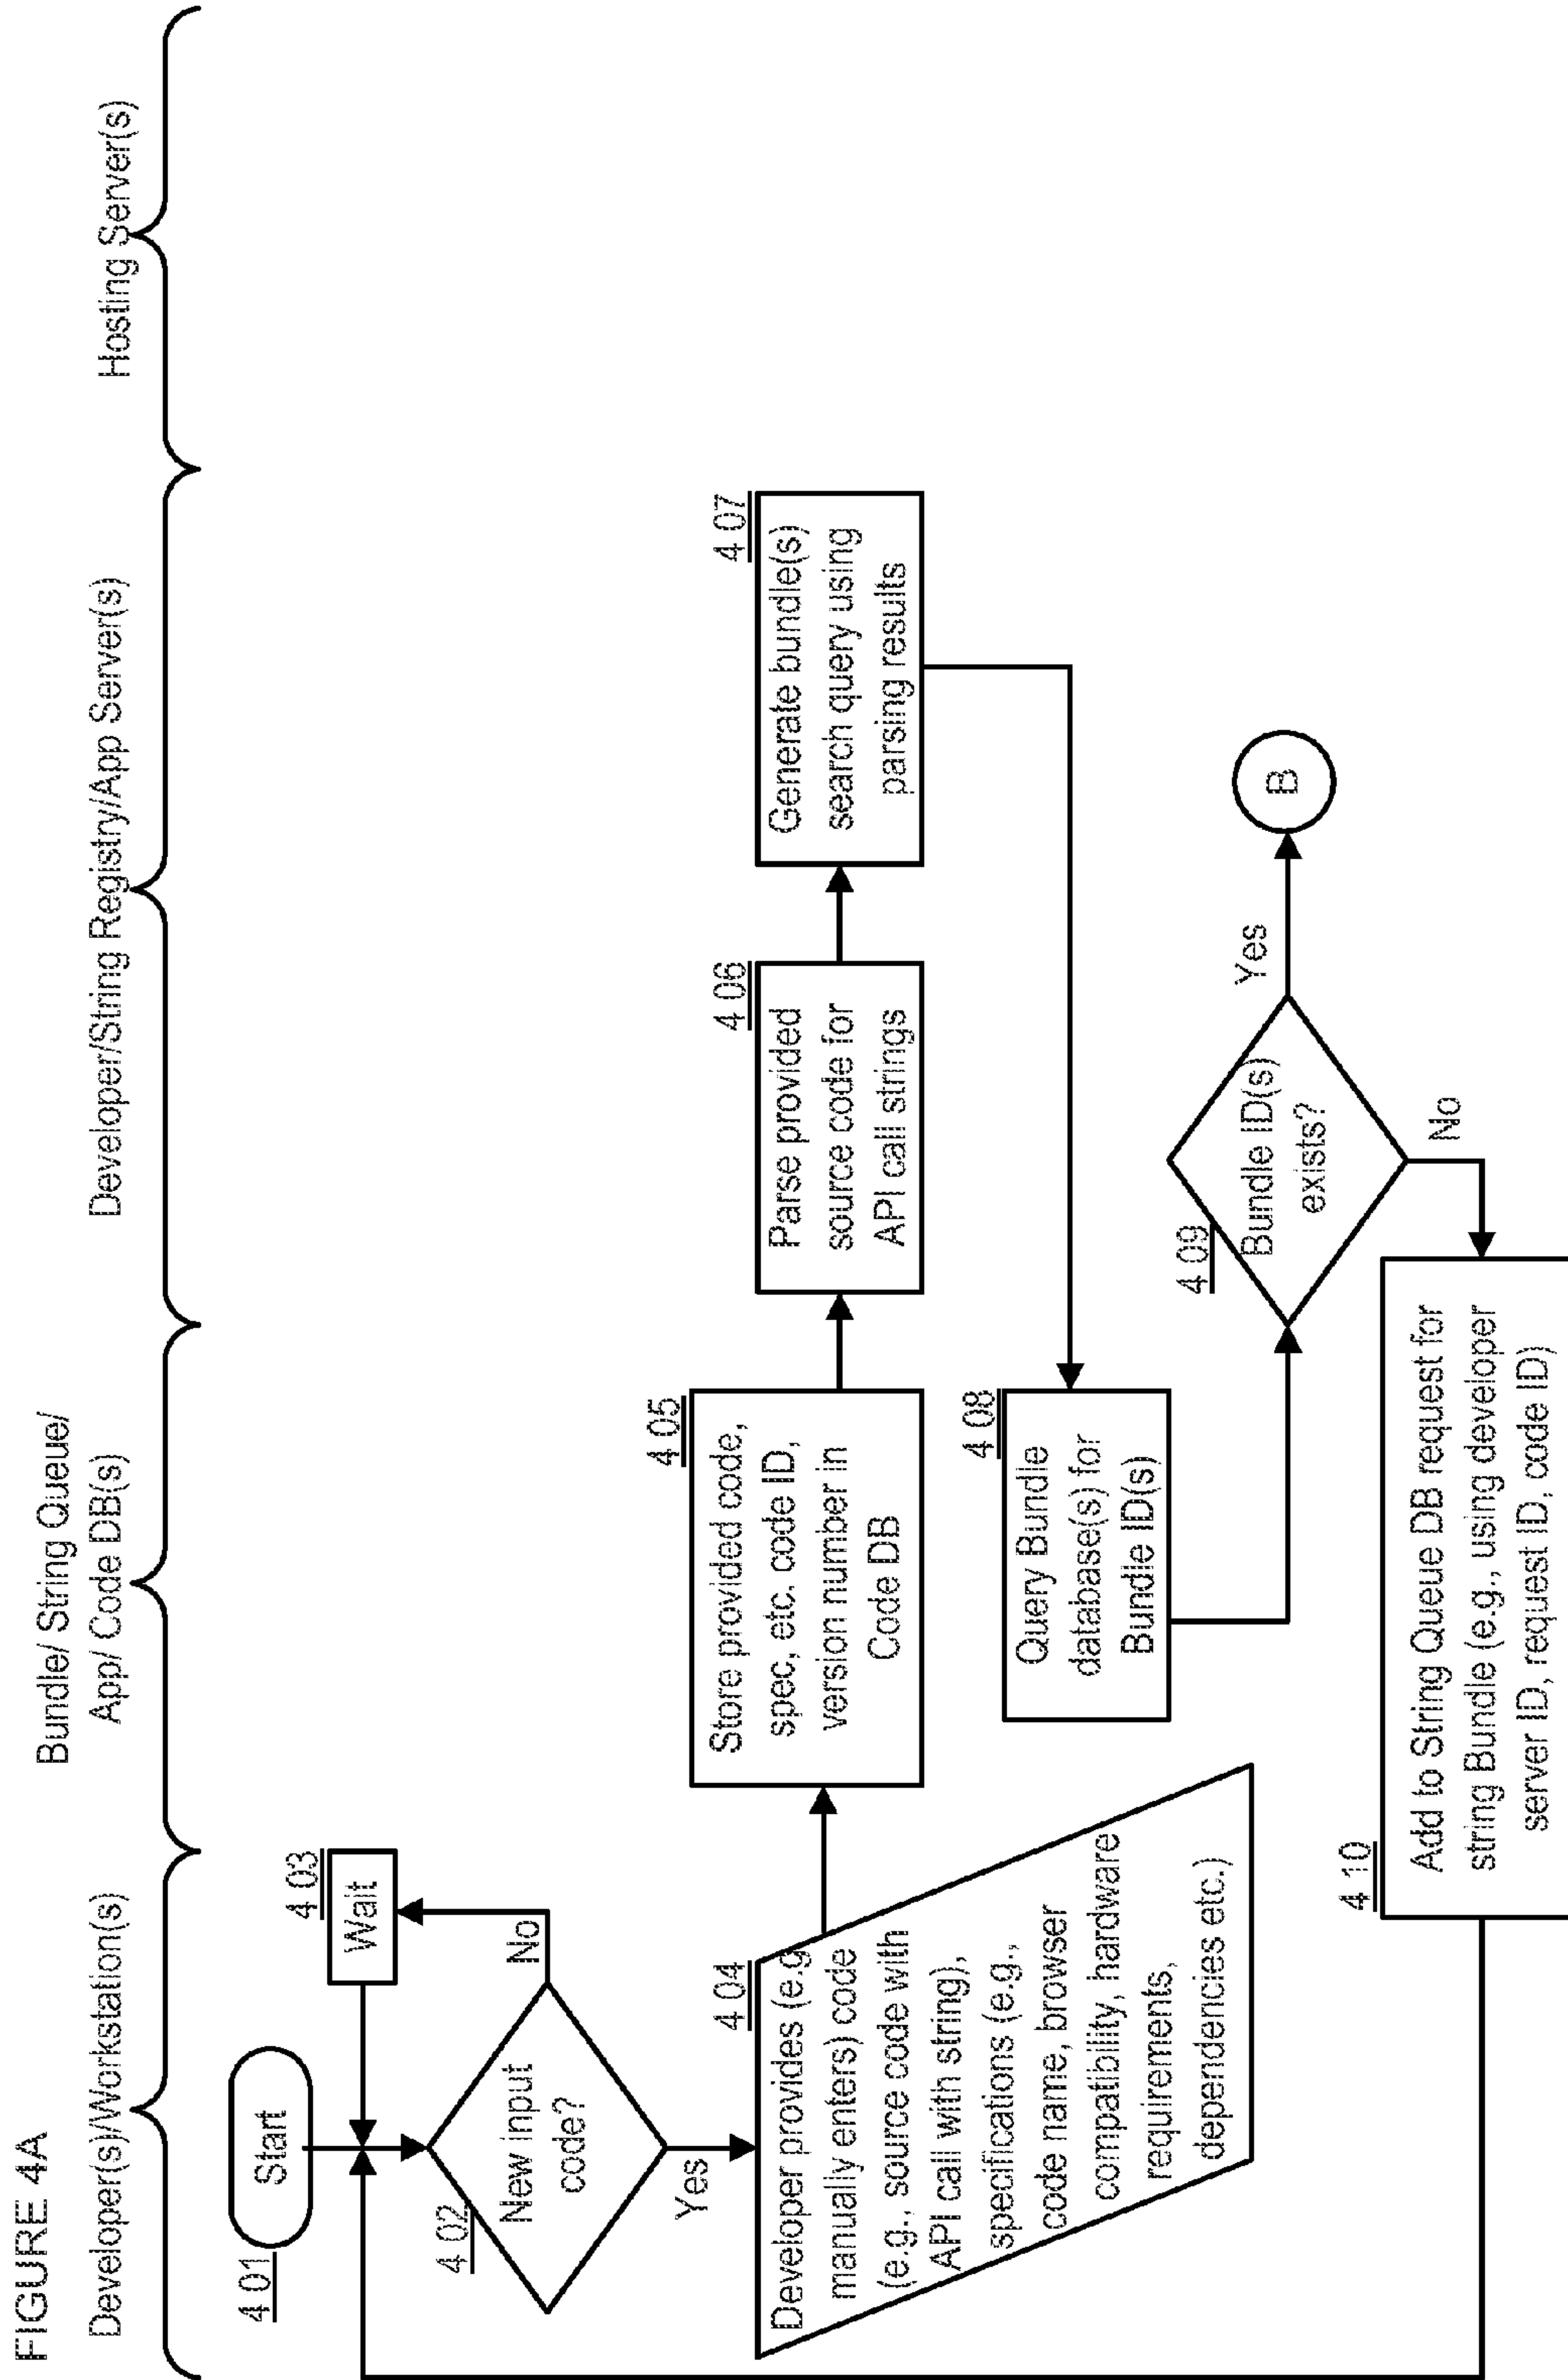 FIGURE 4A
Developer(s)/Workstation(s)
Bundle/ String Queue/
App/ Code DB(s)
Developer/String Registry/App Server(s)
Hosting Server(s)
4 01
Start
4 03
Wait
4 02
New input
code?
No
Yes
4 04
Developer provides (e.g
manually enters) code
(e.g., source code with
API call with string),
specifications (e.g.,
code name, browser
compatibility, hardware
requirements,
dependencies etc.)
4 05
Store provided code,
spec, etc. code ID,
version number in
Code DB
4 06
Parse provided
source code for
API call strings
4 07
Generate bundle(s)
search query using
parsing results
4 08
Query Bundle
database(s) for
Bundle ID(s)
4 09
Bundle ID(s)
exists?
Yes
B
No
4 10
Add to String Queue DB request for
string Bundle (e.g., using developer
server ID, request ID, code ID)